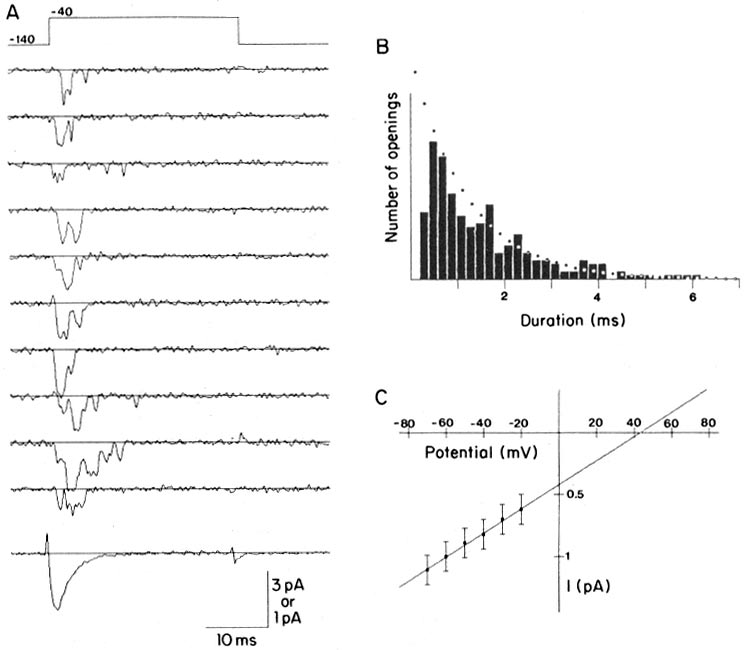 A
-40
-140
3 pA
or
1 pA
10 ms
B
Number of openings
2
4
6
Duration (ms)
C
-80
-60
-40
-20
20
40
60
80
Potential (mV)
0.5
1
I (pA)